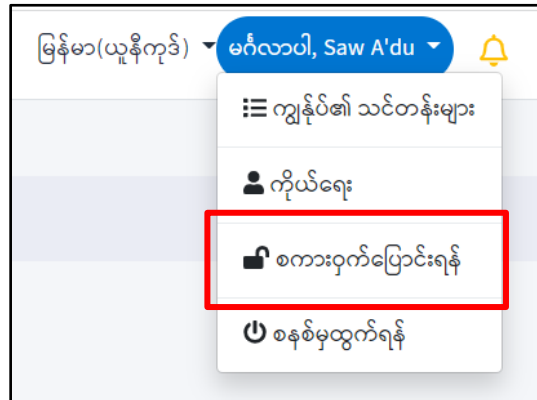 မြန်မာ(ယူနီကုဒ်) မင်္ဂလာပါ, Saw A'du
ကျွန်ုပ်၏ သင်တန်းများ
ကိုယ်ရေး
စကားဝှက်ပြောင်းရန်
စနစ်မှထွက်ရန်